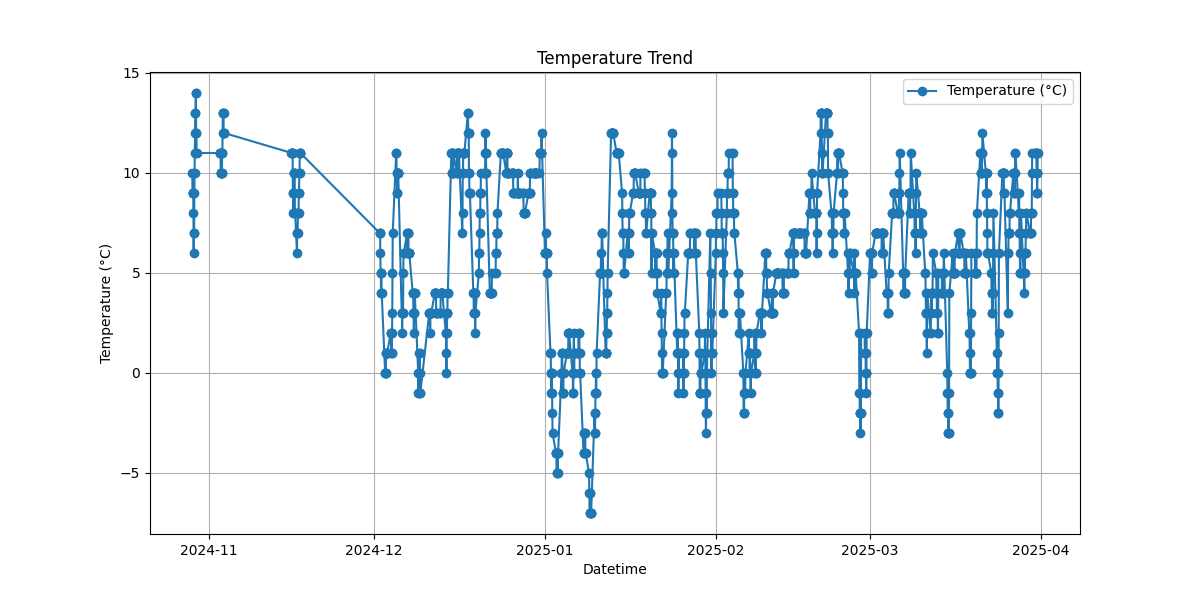 Temperature Trend
Temperature (°C)
15
10
5
0
−5
Temperature (°C)
2024-11
2024-12
2025-01
2025-02
2025-03
2025-04
Datetime